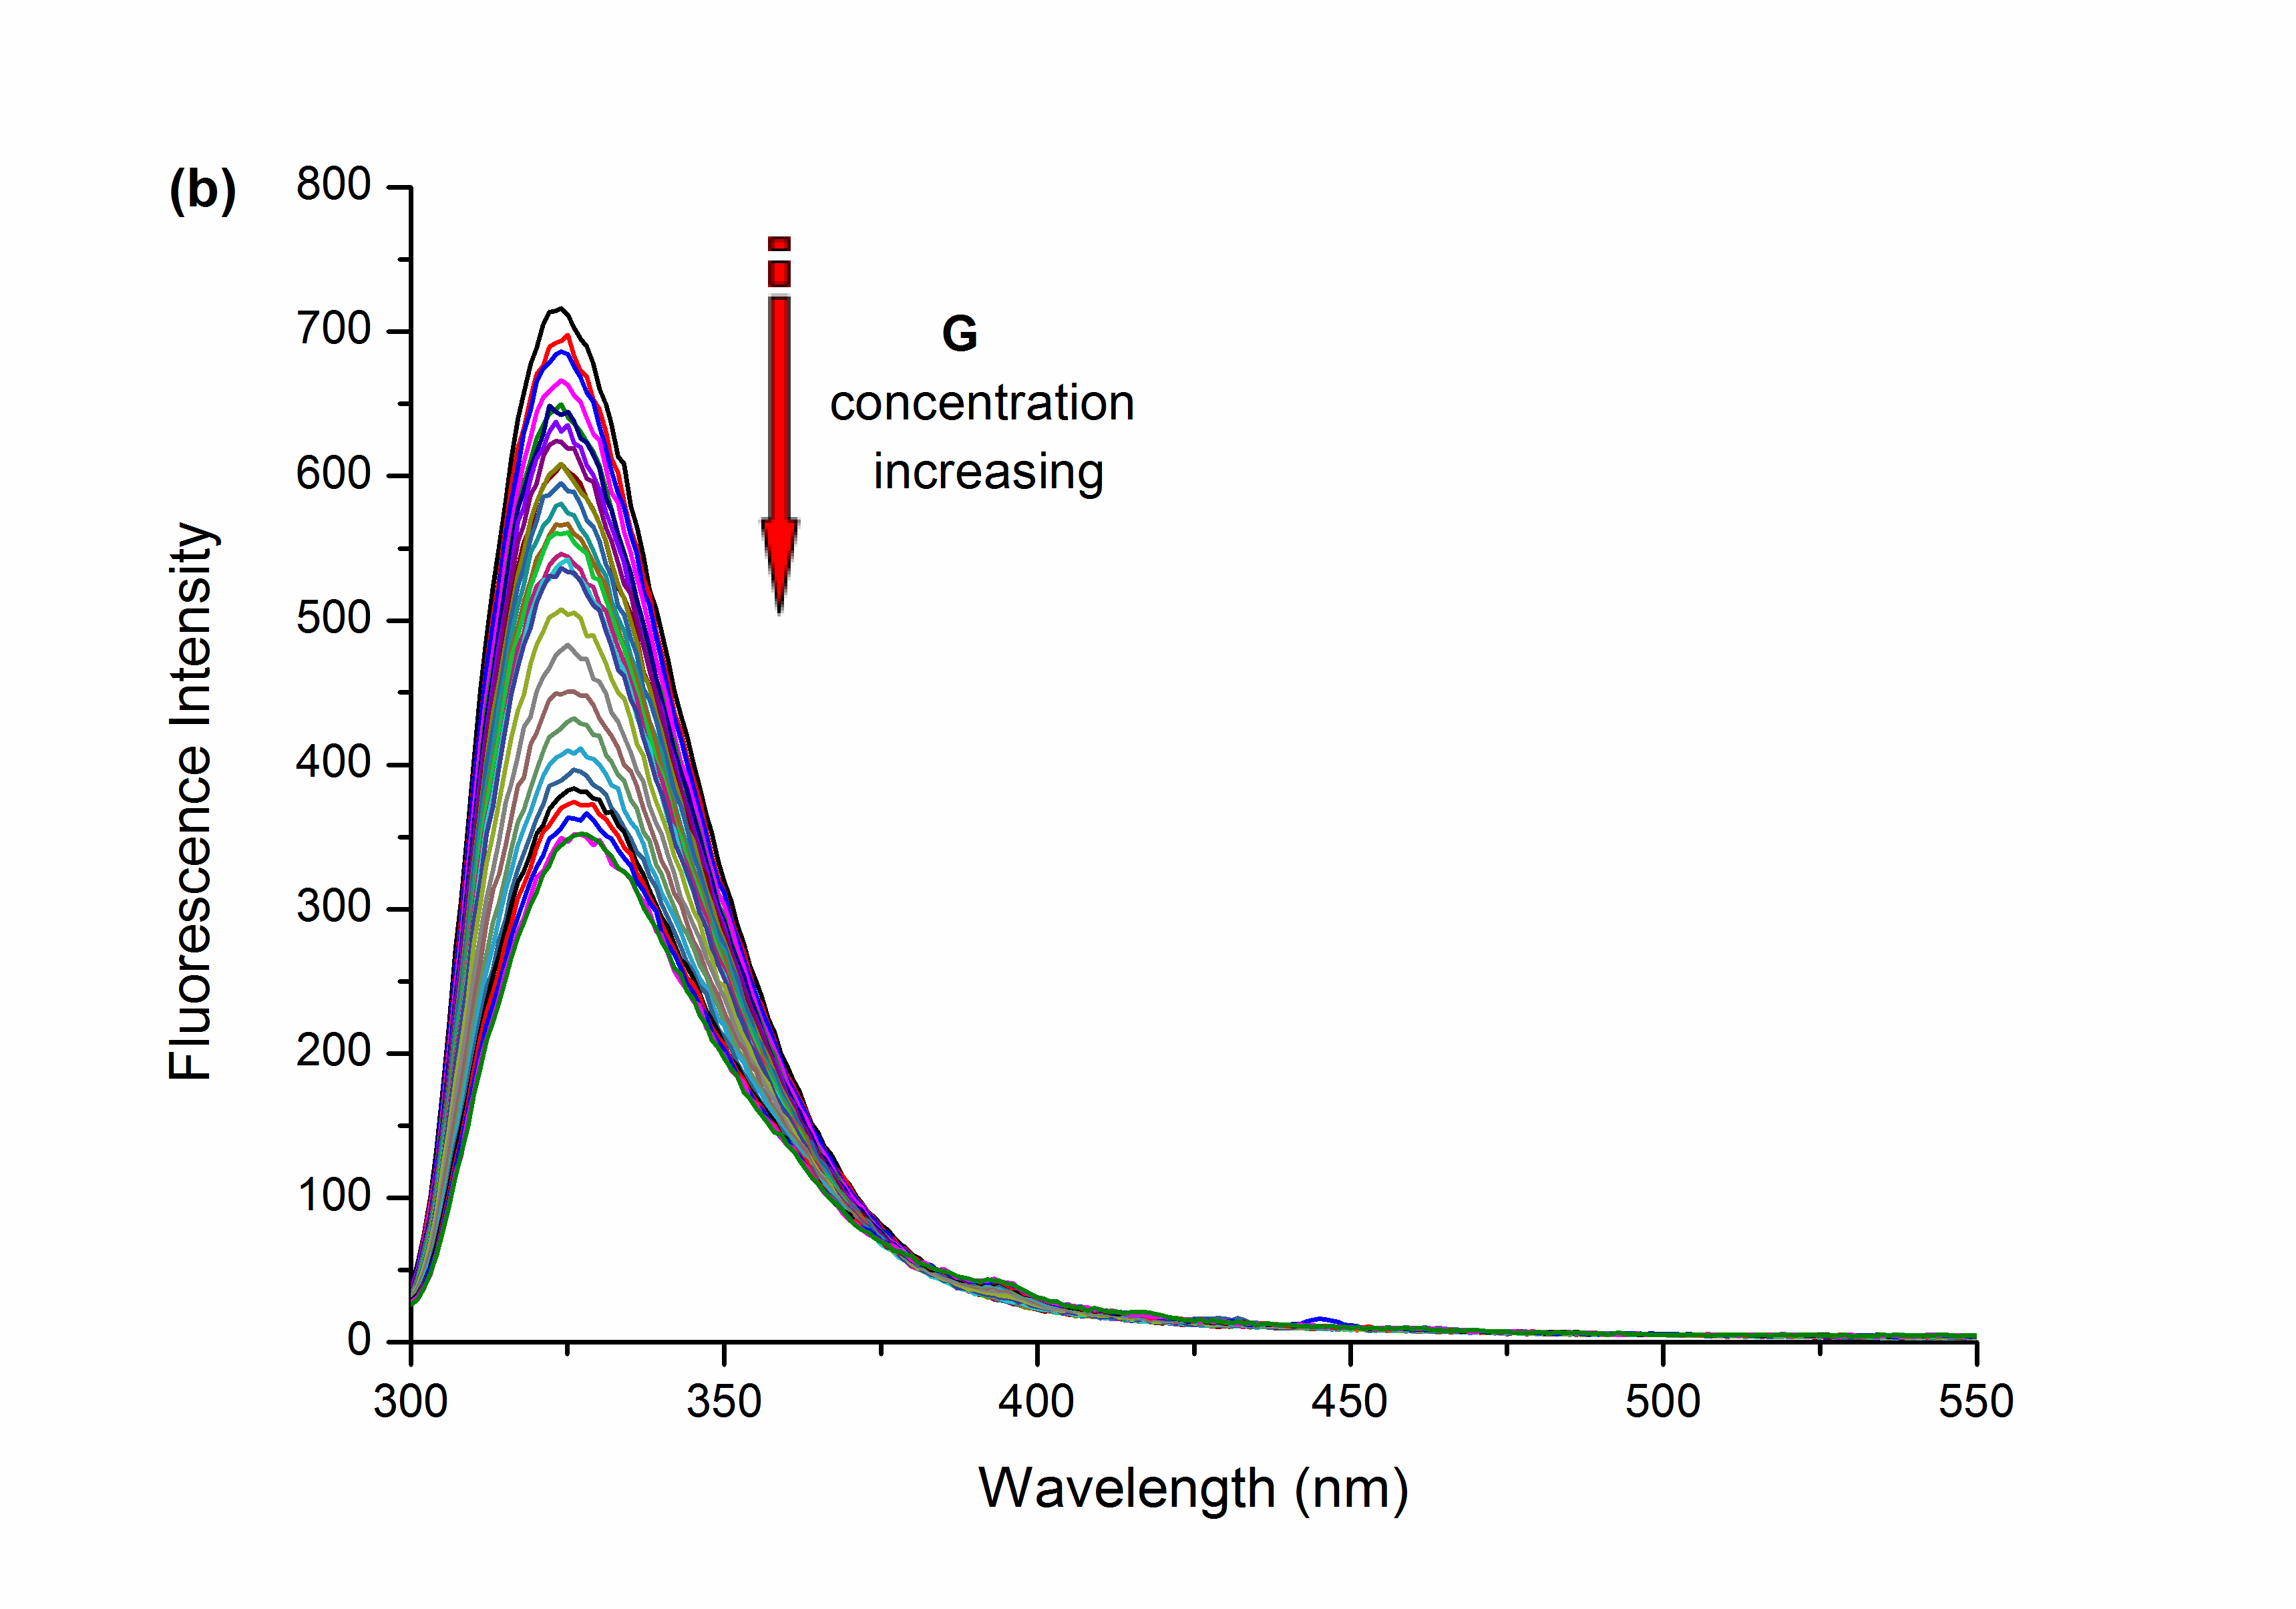 (b)
800
700
600
500
400
300
200
100
0
Fluorescence Intensity
G
concentration
increasing
300 350 400 450 500 550
Wavelength (nm)